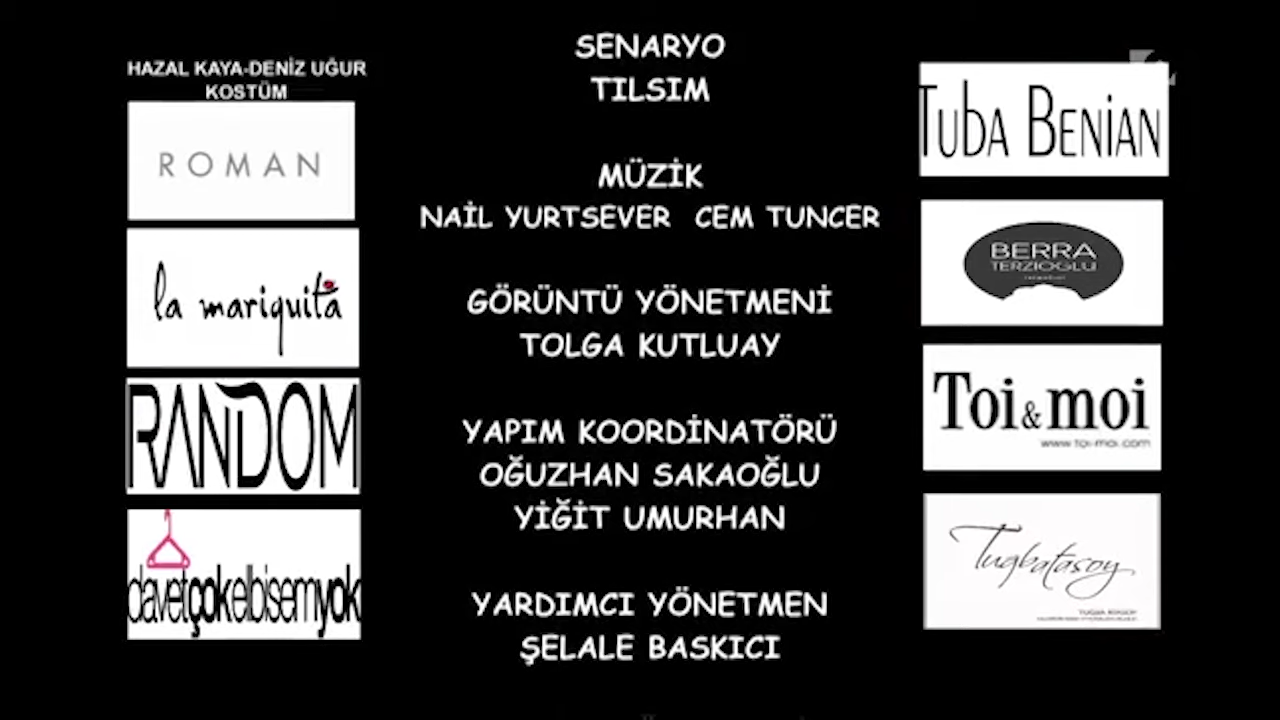 HAZAL KAYA-DENİZ UĞUR
KOSTÜM
ROMAN
la mariquita
RANDOM
davetçokelbisemyok
SENARYO
TILSIM
MÜZİK
NAİL YURTSEVER CEM TUNCER
GÖRÜNTÜ YÖNETMENİ
TOLGA KUTLUAY
YAPIM KOORDİNATÖRÜ
OĞUZHAN SAKAOĞLU
YİĞİT UMURHAN
YARDIMCI YÖNETMEN
ŞELALE BASKICI
TUBA BENİAN
BERRA
TERZIOGLU
Toi & moi
www.toi-moi.com
Tugbatasoy